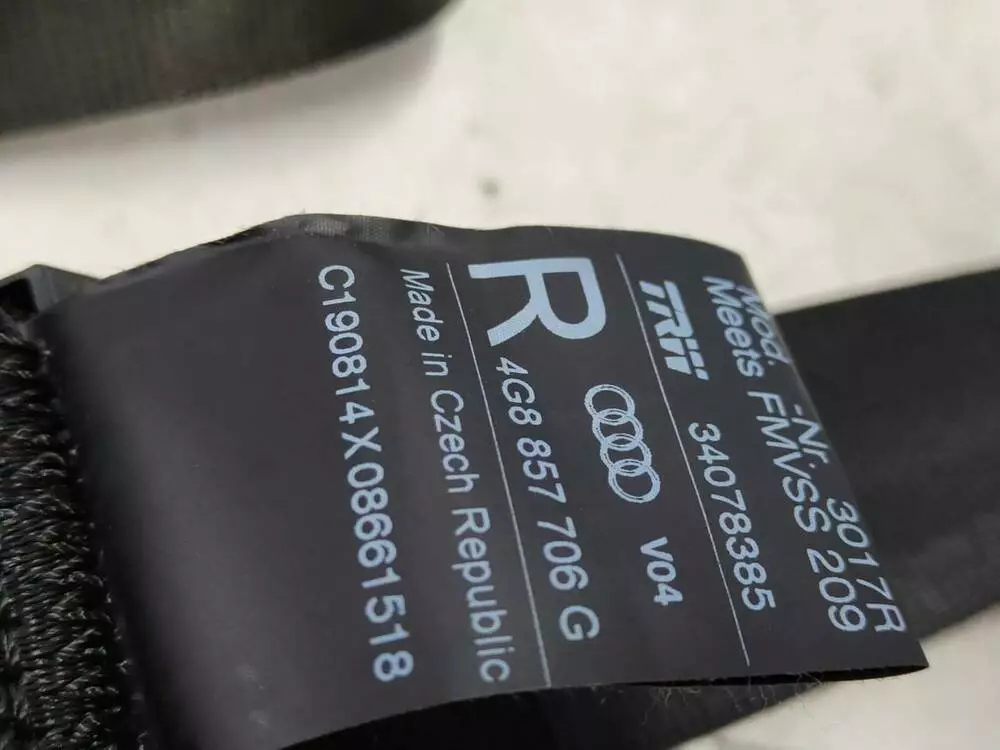 Mod. -Nr. 3017R
Meets FMVSS 209
TRW 34078385
R V04
4G8 857 706 G
Made in Czech Republic
C190814X08661518